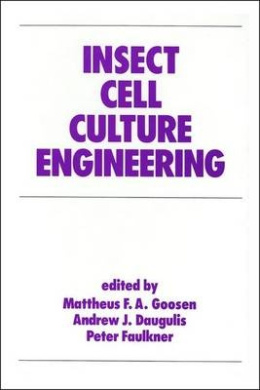 INSECT
CELL
CULTURE
ENGINEERING
edited by
Mattheus F. A. Goosen
Andrew J. Daugulis
Peter Faulkner